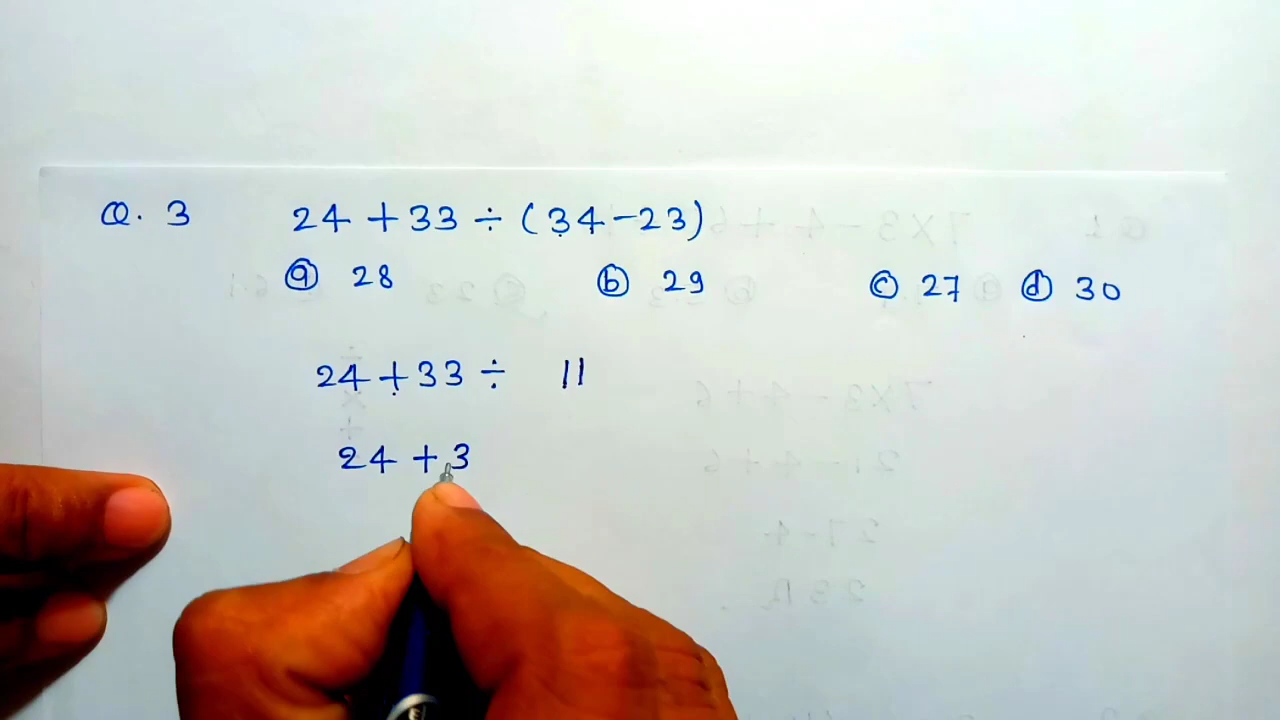 Q. 3 24 + 33 ÷ (34 - 23)
ⓐ 28 ⓑ 29 ⓒ 27 ⓓ 30
24 + 33 ÷ 11
24 + 3